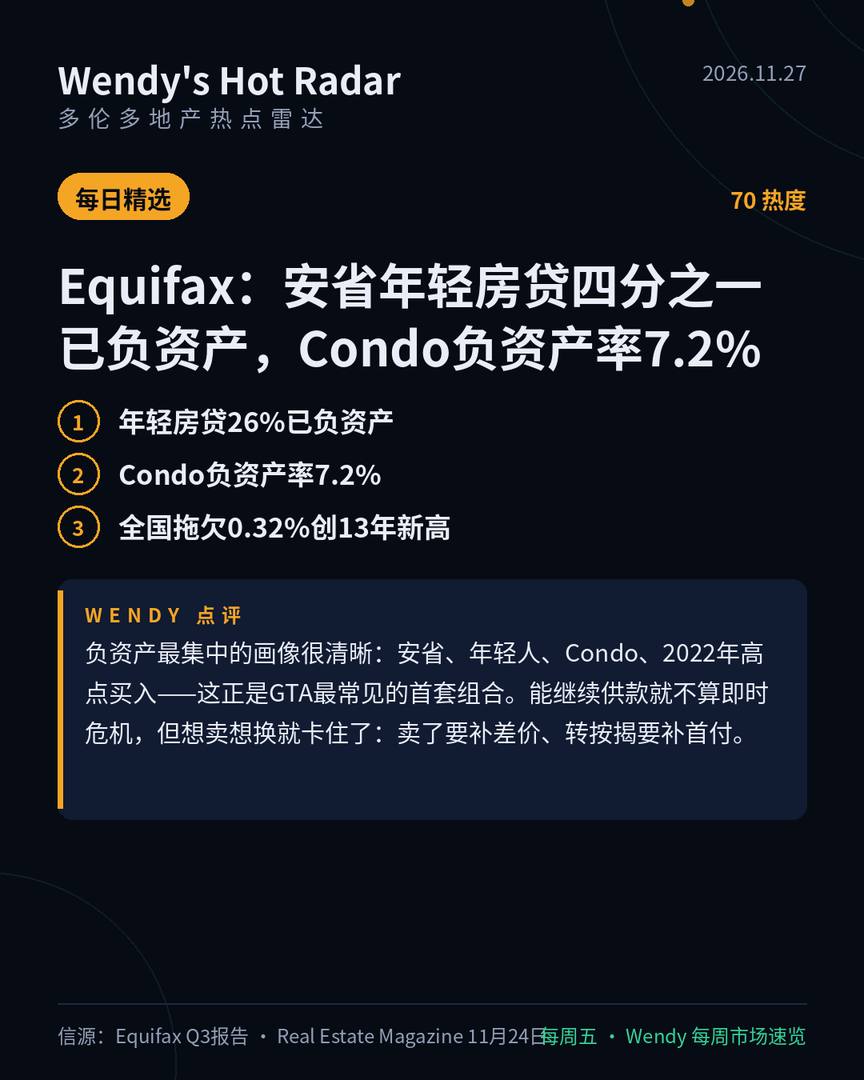 Wendy's Hot Radar
2026.11.27
多伦多地产热点雷达
每日精选
70 热度
Equifax：安省年轻房贷四分之一
已负资产，Condo负资产率7.2%
1 年轻房贷26%已负资产
2 Condo负资产率7.2%
3 全国拖欠0.32%创13年新高
WENDY 点评
负资产最集中的画像很清晰：安省、年轻人、Condo、2022年高
点买入——这正是GTA最常见的首套组合。能继续供款就不算即时
危机，但想卖想换就卡住了：卖了要补差价、转按揭要补首付。
信源：Equifax Q3报告 · Real Estate Magazine 11月24日
每周五 · Wendy 每周市场速览